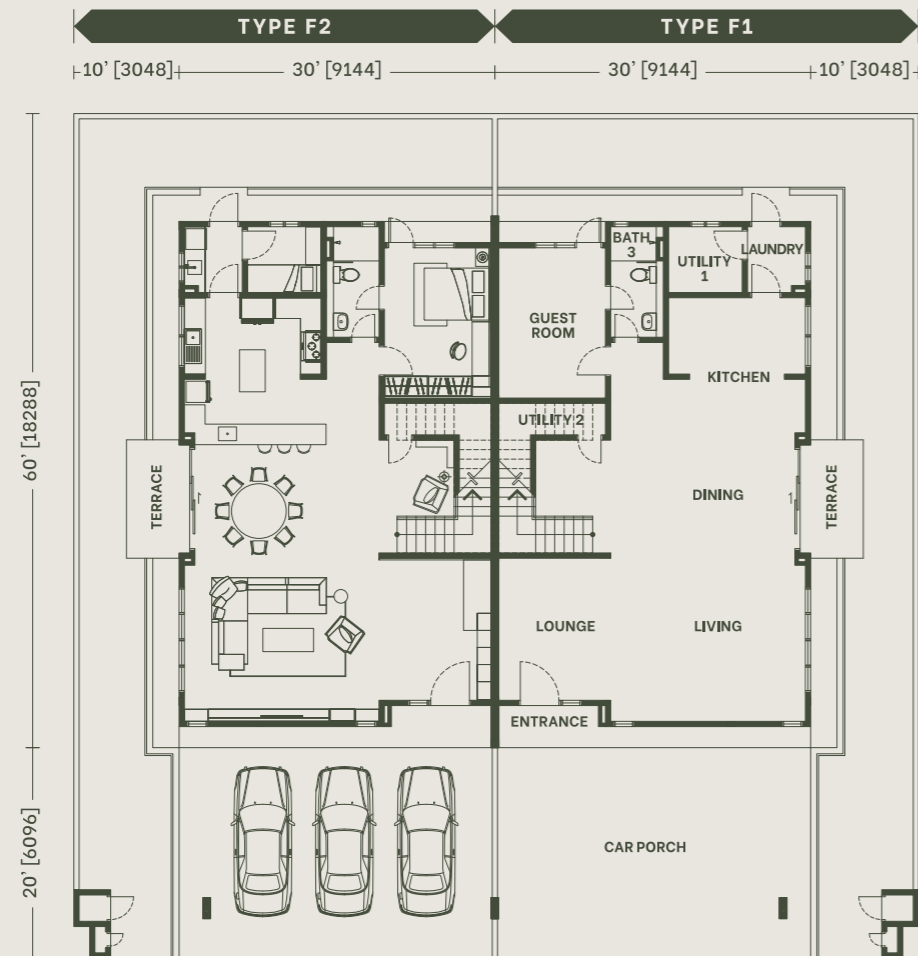 TYPE F2
TYPE F1
10' [3048]
30' [9144]
30' [9144]
10' [3048]
BATH
3
UTILITY
1
LAUNDRY
GUEST
ROOM
KITCHEN
UTILITY 2
60' [18288]
TERRACE
DINING
TERRACE
LOUNGE
LIVING
ENTRANCE
CAR PORCH
20' [6096]